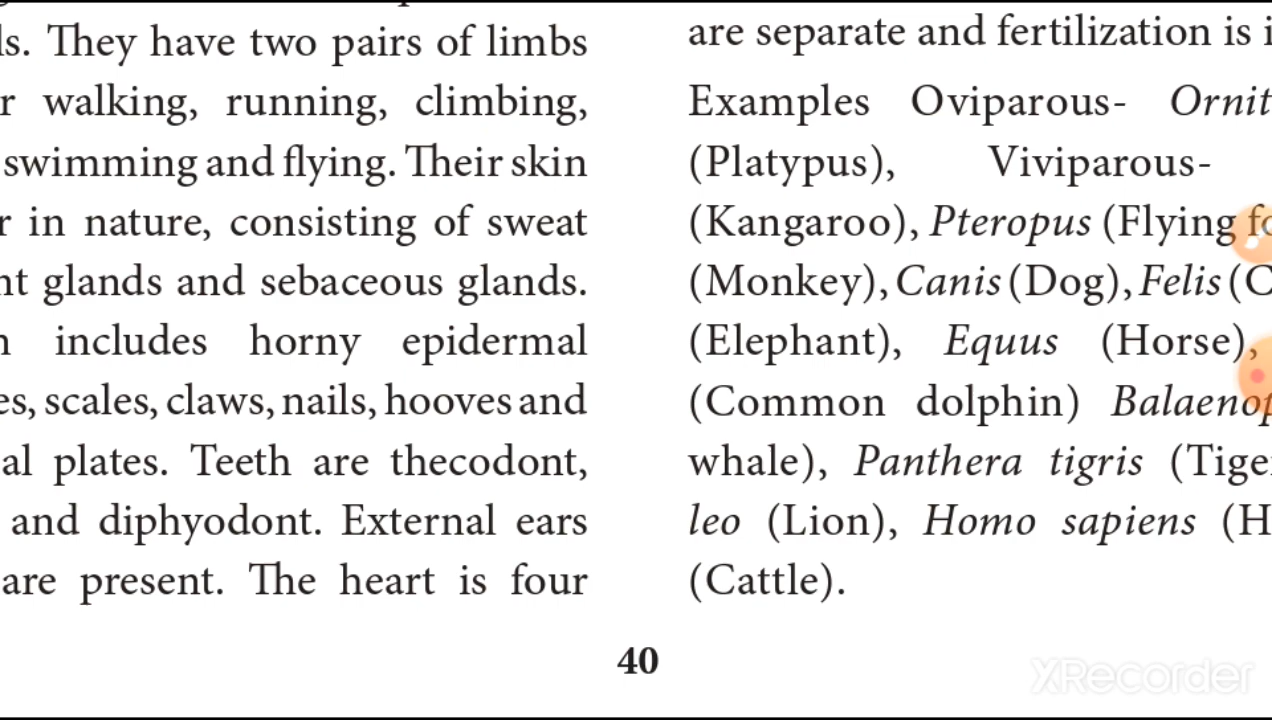 ls. They have two pairs of limbs
r walking, running, climbing,
swimming and flying. Their skin
r in nature, consisting of sweat
nt glands and sebaceous glands.
n includes horny epidermal
es, scales, claws, nails, hooves and
al plates. Teeth are thecodont,
and diphyodont. External ears
are present. The heart is four
are separate and fertilization is i
Examples Oviparous- Ornit
(Platypus), Viviparous-
(Kangaroo), Pteropus (Flying fo
(Monkey), Canis (Dog), Felis (C
(Elephant), Equus (Horse),
(Common dolphin) Balaenop
whale), Panthera tigris (Tige
leo (Lion), Homo sapiens (H
(Cattle).
40
XRecorder